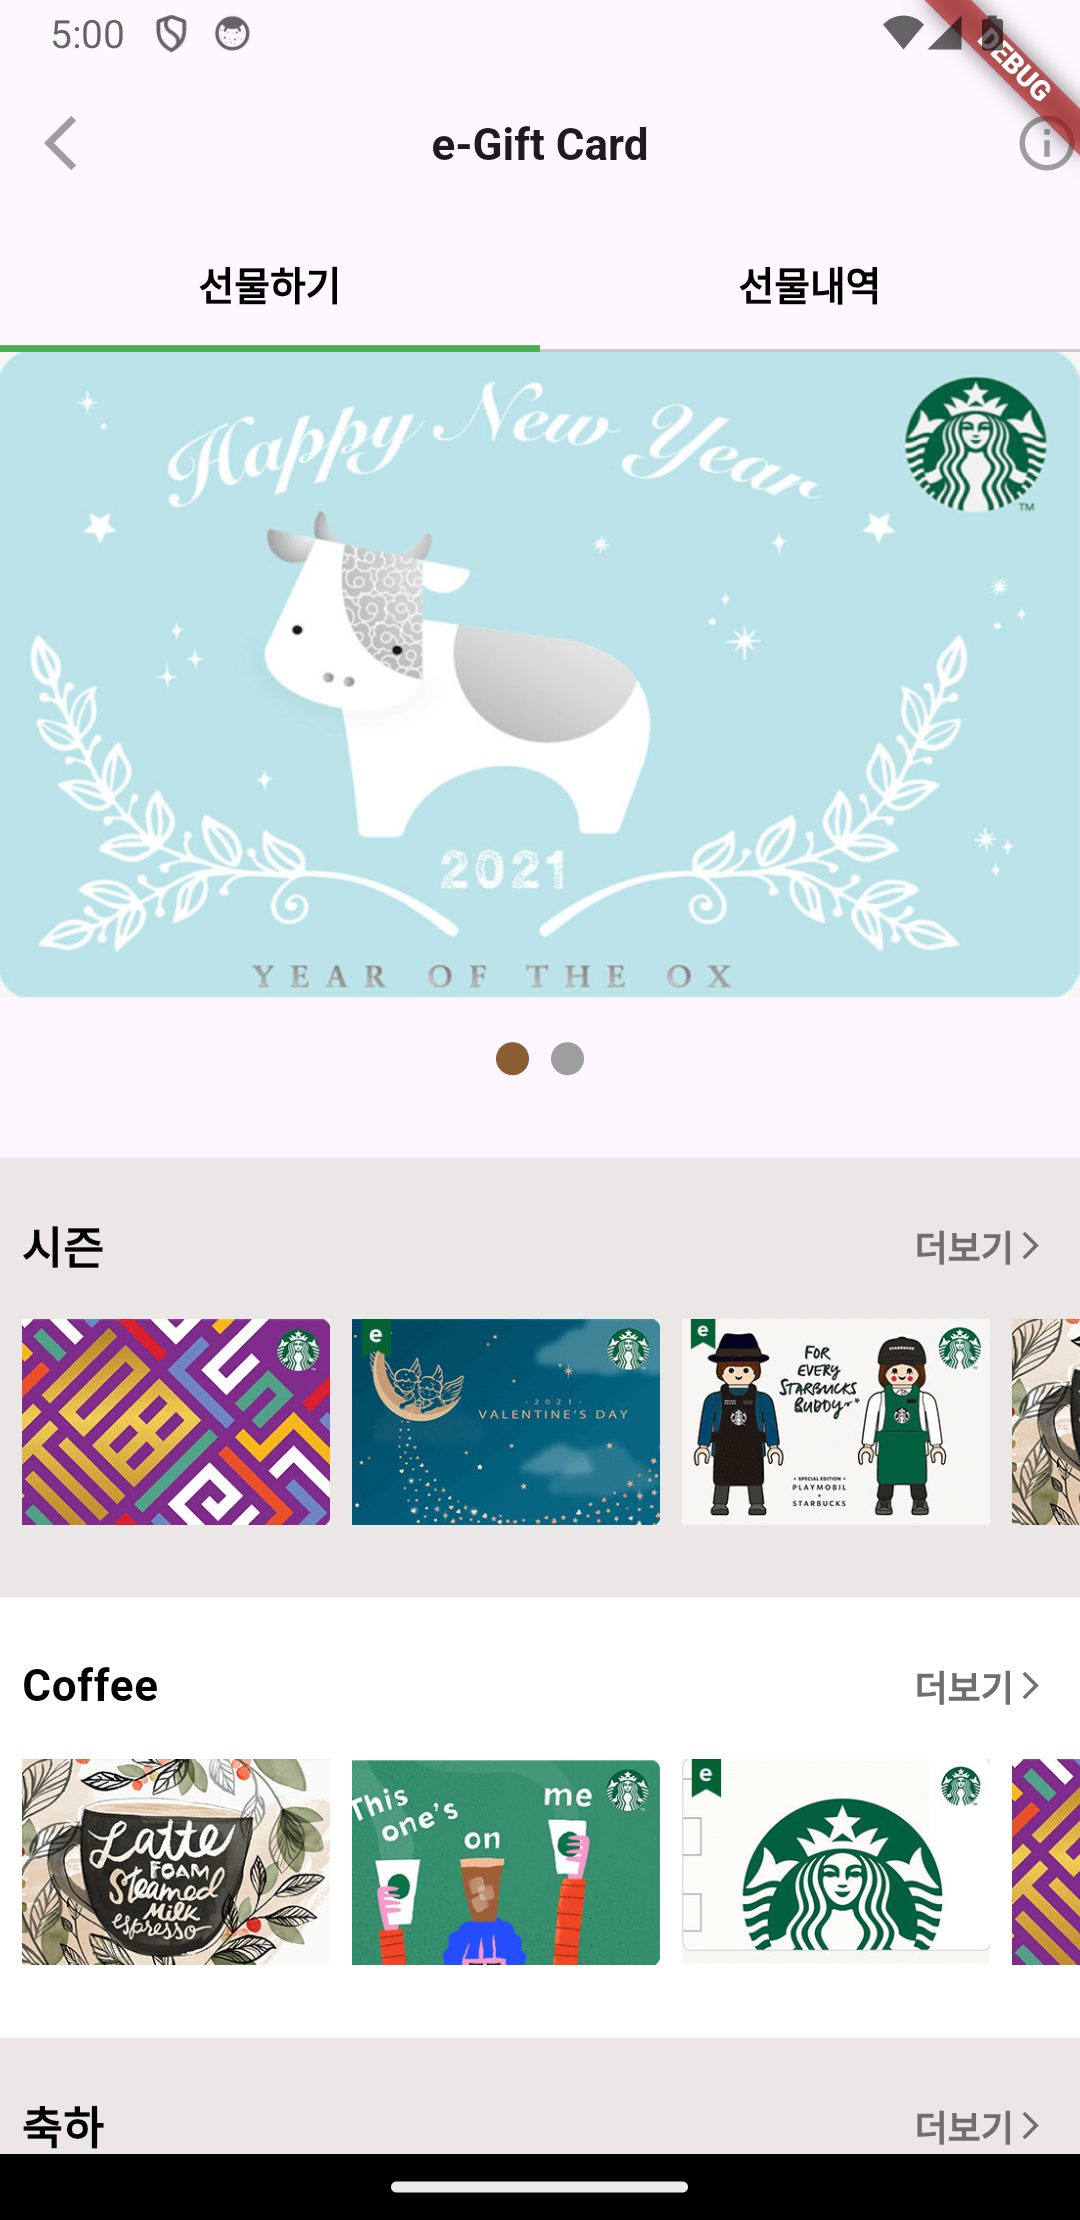 5:00
DEBUG
e-Gift Card
선물하기
선물내역
Happy New Year
TM
2021
YEAR OF THE OX
시즌
더보기
e
- 2021 -
VALENTINE'S DAY
e
FOR
EVERY
STARBUCKS
BUDDY
STARBUCKS
• SPECIAL EDITION •
PLAYMOBIL
STARBUCKS
Coffee
더보기
Latte
FOAM
Steamed
Milk
espresso
This
one's
on
me
e
축하
더보기